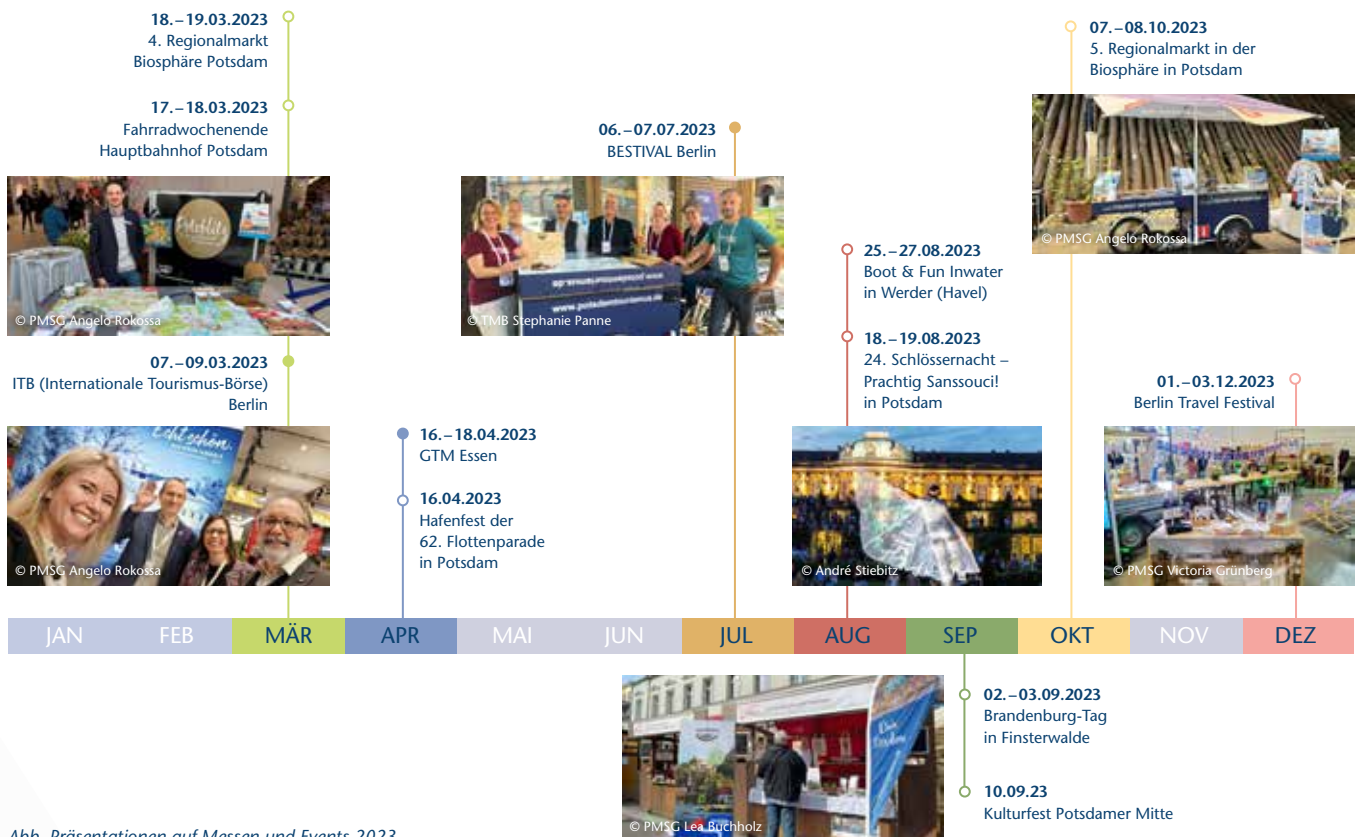 18. – 19.03.2023
4. Regionalmarkt
Biosphäre Potsdam
17. – 18.03.2023
Fahrradwochenende
Hauptbahnhof Potsdam
© PMSG Angelo Rokossa
07. – 09.03.2023
ITB (Internationale Tourismus-Börse)
Berlin
Echt schön.
© PMSG Angelo Rokossa
16. – 18.04.2023
GTM Essen
16.04.2023
Hafenfest der
62. Flottenparade
in Potsdam
06. – 07.07.2023
BESTIVAL Berlin
www.potsdamtourismus.de
© TMB Stephanie Panne
25. – 27.08.2023
Boot & Fun Inwater
in Werder (Havel)
18. – 19.08.2023
24. Schlössernacht –
Prachtig Sanssouci!
in Potsdam
© André Stiebitz
07. – 08.10.2023
5. Regionalmarkt in der
Biosphäre in Potsdam
© PMSG Angelo Rokossa
01. – 03.12.2023
Berlin Travel Festival
© PMSG Victoria Grünberg
JAN FEB MÄR APR MAI JUN JUL AUG SEP OKT NOV DEZ
02. – 03.09.2023
Brandenburg-Tag
in Finsterwalde
10.09.23
Kulturfest Potsdamer Mitte
© PMSG Lea Buchholz
Abb. Präsentationen auf Messen und Events 2023